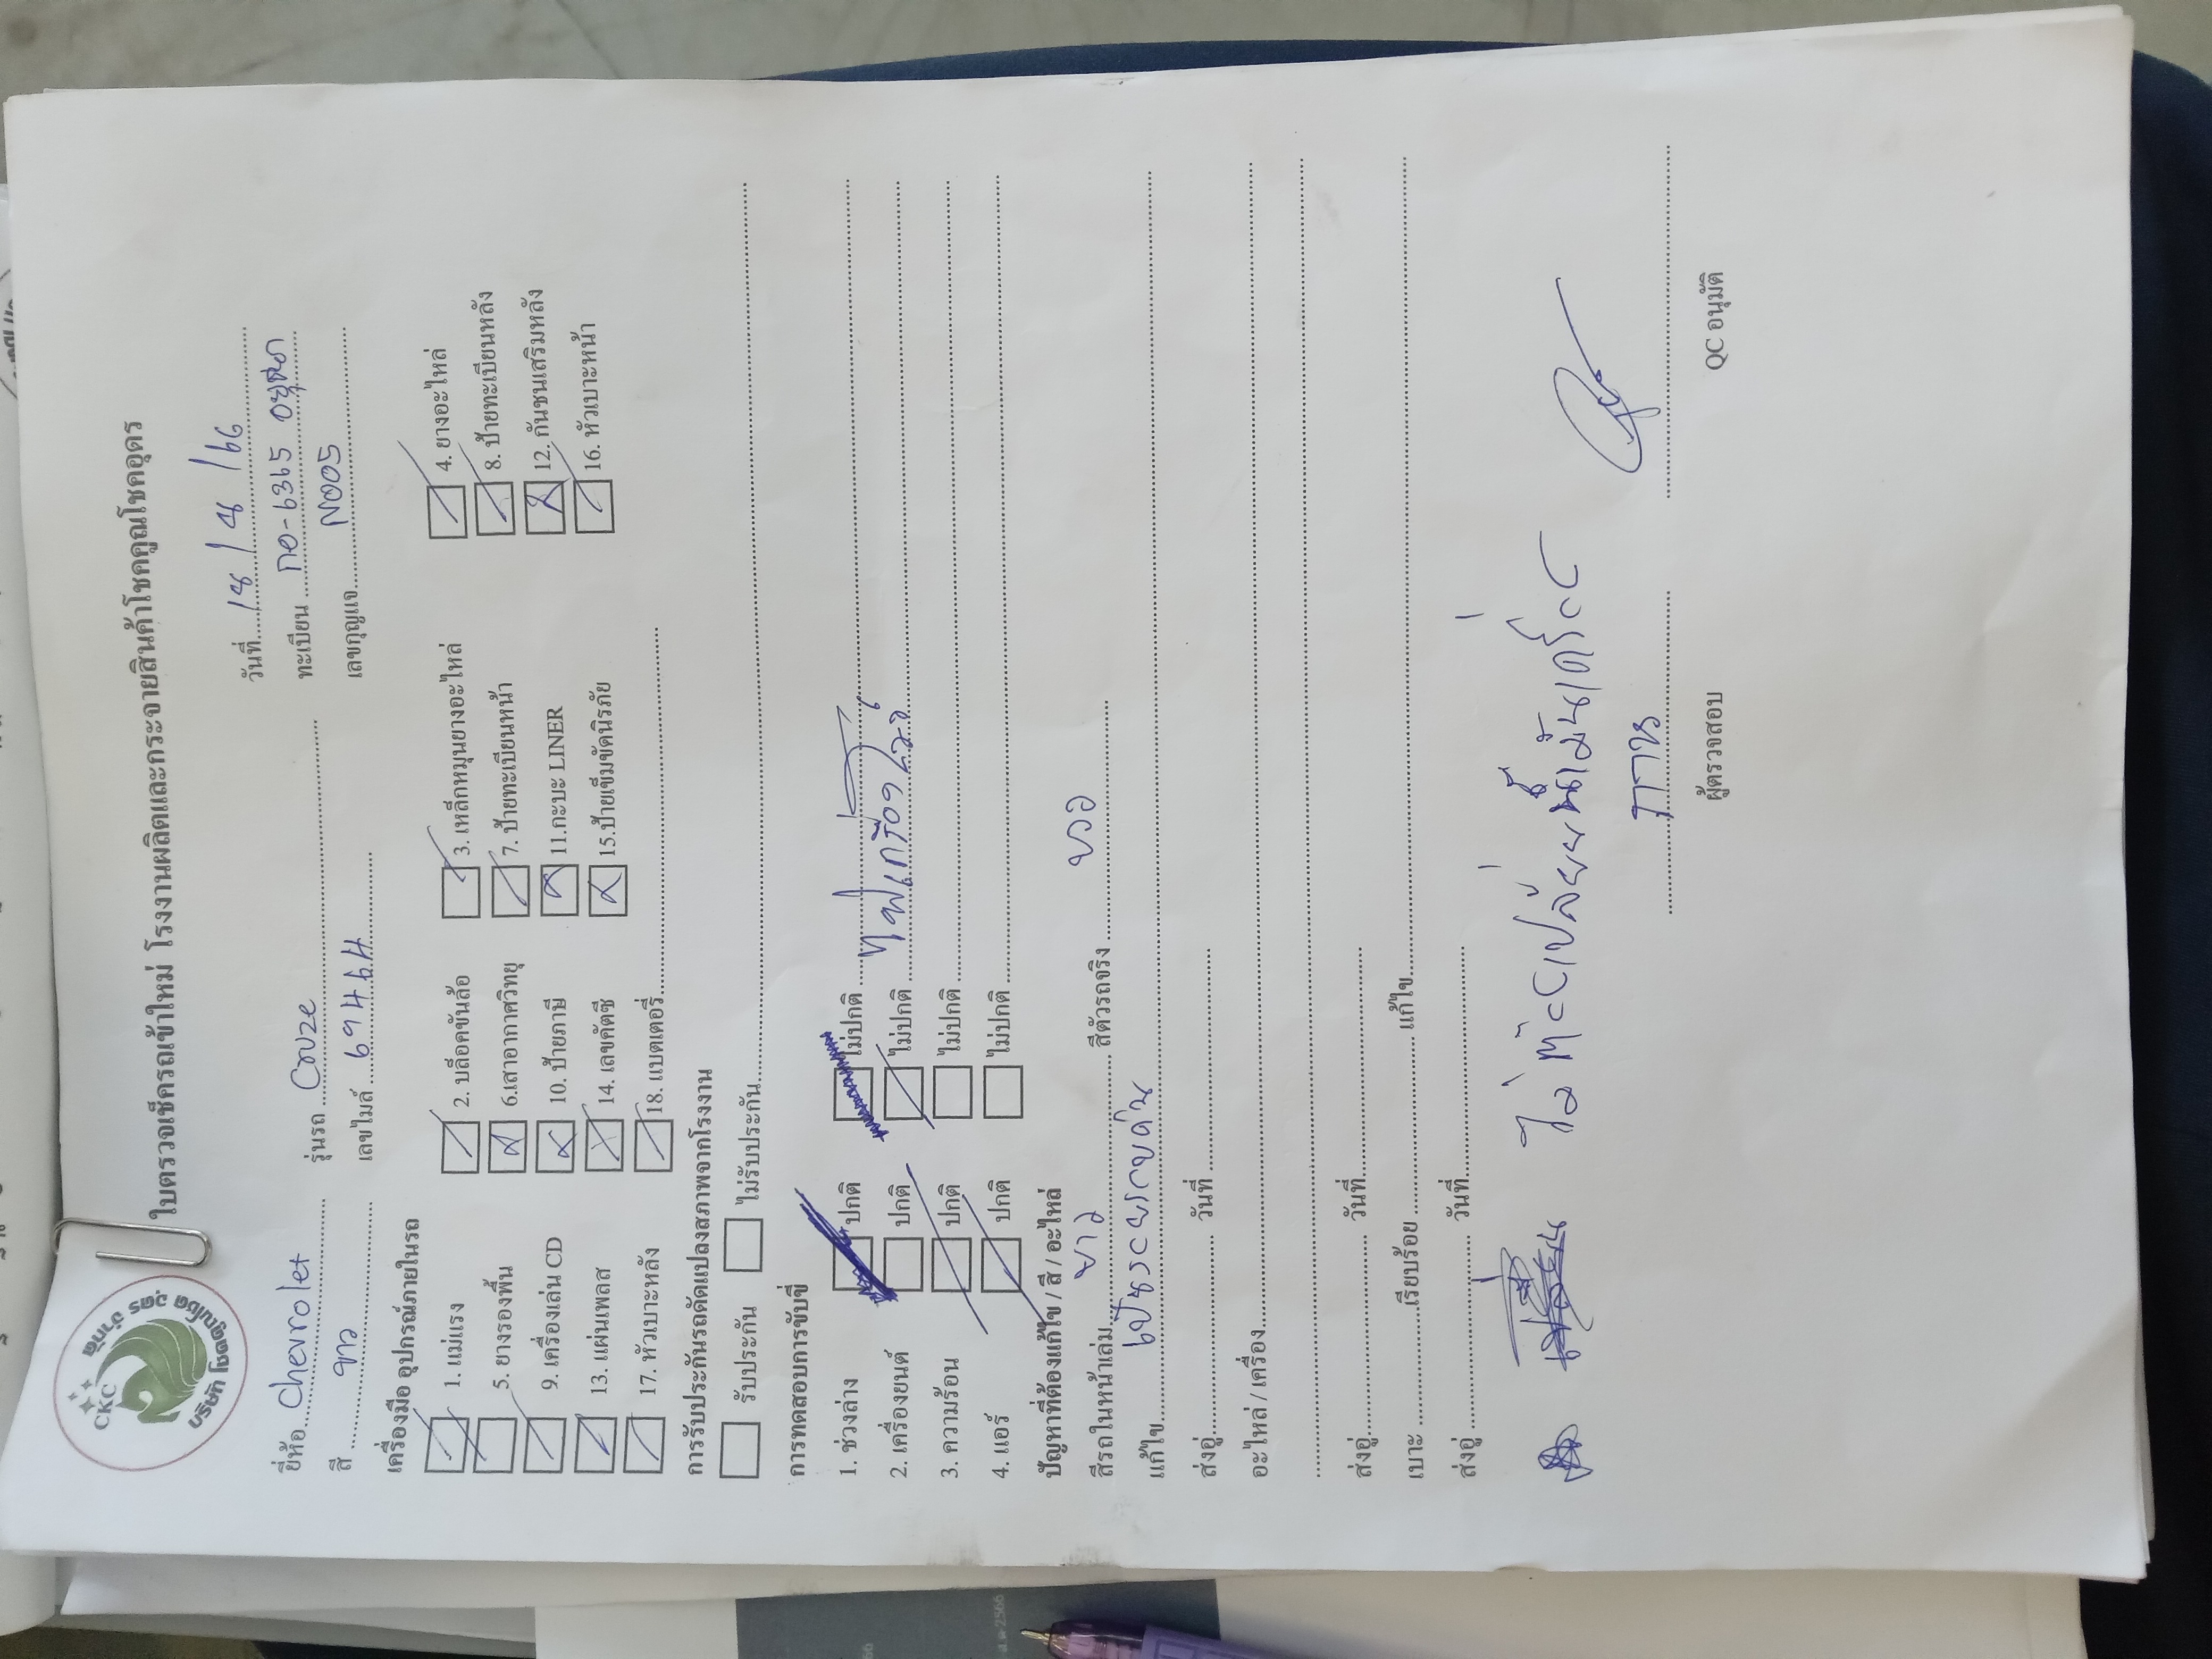 CKC
บริษัท โชคคูณโชค อุดร จำกัด
ใบตรวจเช็ครถเข้าใหม่ โรงงานผลิตและกระจายสินค้าโชคคูณโชคอุดร
วันที่
ยี่ห้อ Chevrolet รุ่นรถ Cruze ทะเบียน
สี ขาว เลขไมล์ เลขกุญแจ N005
เครื่องมือ อุปกรณ์ภายในรถ
1. แม่แรง 2. บล็อคขันล้อ 3. เหล็กหมุนยางอะไหล่ 4. ยางอะไหล่
5. ยางรองพื้น 6.เสาอากาศวิทยุ 7. ป้ายทะเบียนหน้า 8. ป้ายทะเบียนหลัง
9. เครื่องเล่น CD 10. ป้ายภาษี 11.กะบะ LINER 12. กันชนเสริมหลัง
13. แผ่นเพลส 14. เลขคัตซี 15.ป้ายเข็มขัดนิรภัย 16. หัวเบาะหน้า
17. หัวเบาะหลัง 18. แบตเตอรี่
การรับประกันรถดัดแปลงสภาพจากโรงงาน
รับประกัน ไม่รับประกัน
การทดสอบการขับขี่
1. ช่วงล่าง ปกติ ไม่ปกติ
2. เครื่องยนต์ ปกติ ไม่ปกติ ไฟเครื่อง
3. ความร้อน ปกติ ไม่ปกติ
4. แอร์ ปกติ ไม่ปกติ
ปัญหาที่ต้องแก้ไข / สี / อะไหล่
สีรถในหน้าเล่ม ขาว สีตัวรถจริง ขาว
แก้ไข
ส่งอู่ วันที่
อะไหล่ / เครื่อง
ส่งอู่ วันที่
เบาะ เรียบร้อย แก้ไข
ส่งอู่ วันที่
ผู้ตรวจสอบ QC อนุมัติ